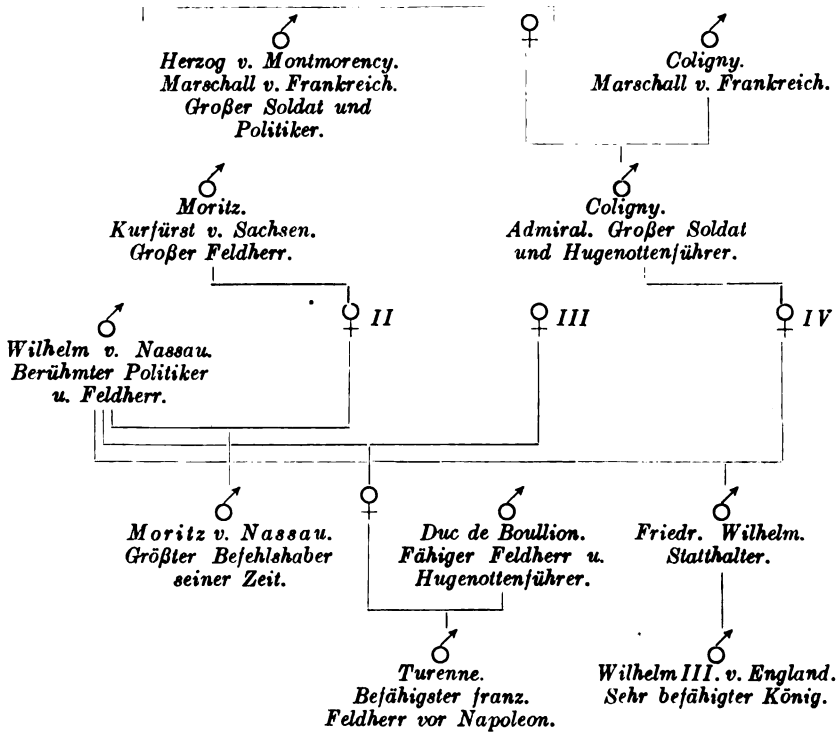 Herzog v. Montmorency.
Marschall v. Frankreich.
Großer Soldat und
Politiker.
Coligny.
Marschall v. Frankreich.
Moritz.
Kurfürst v. Sachsen.
Großer Feldherr.
Coligny.
Admiral. Großer Soldat
und Hugenottenführer.
II
III
IV
Wilhelm v. Nassau.
Berühmter Politiker
u. Feldherr.
Moritz v. Nassau.
Größter Befehlshaber
seiner Zeit.
Duc de Boullion.
Fähiger Feldherr u.
Hugenottenführer.
Friedr. Wilhelm.
Statthalter.
Turenne.
Befähigster franz.
Feldherr vor Napoleon.
Wilhelm III. v. England.
Sehr befähigter König.